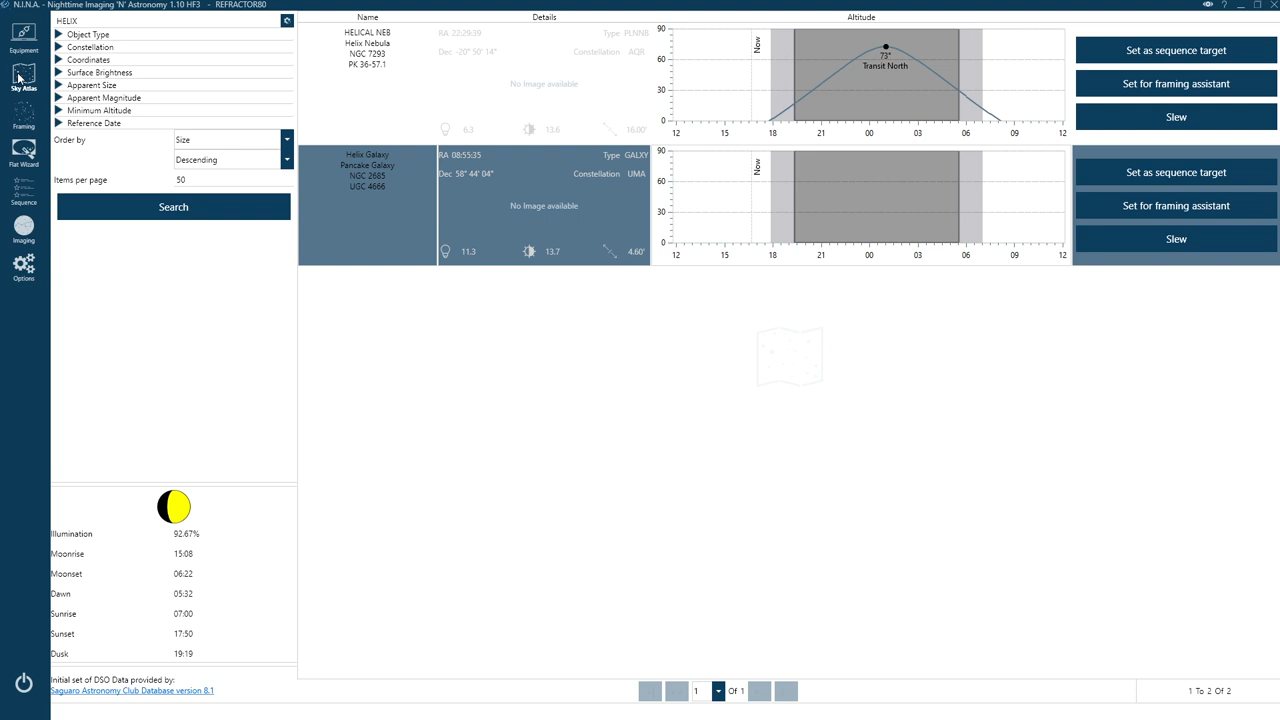 N.I.N.A. - Nighttime Imaging 'N' Astronomy 1.10 HF3 - REFRACTOR80
Equipment
Sky Atlas
Framing
Flat Wizard
Sequence
Imaging
Options
HELIX
Object Type
Constellation
Coordinates
Surface Brightness
Apparent Size
Apparent Magnitude
Minimum Altitude
Reference Date
Order by Size
Descending
Items per page 50
Search
Illumination 92.67%
Moonrise 15:08
Moonset 06:22
Dawn 05:32
Sunrise 07:00
Sunset 17:50
Dusk 19:19
Initial set of DSO Data provided by:
Saguaro Astronomy Club Database version 8.1
Name Details Altitude
HELICAL NEB
Helix Nebula
NGC 7293
PK 36-57.1
RA 22:29:39 Type PLNNB
Dec -20° 50' 14" Constellation AQR
No Image available
6.3 13.6 16.00'
90
60
30
0
Now
73°
Transit North
12 15 18 21 00 03 06 09 12
Set as sequence target
Set for framing assistant
Slew
Helix Galaxy
Pancake Galaxy
NGC 2685
UGC 4666
RA 08:55:35 Type GALXY
Dec 58° 44' 04" Constellation UMA
No Image available
11.3 13.7 4.60'
90
60
30
0
Now
12 15 18 21 00 03 06 09 12
Set as sequence target
Set for framing assistant
Slew
1 Of 1
1 To 2 Of 2